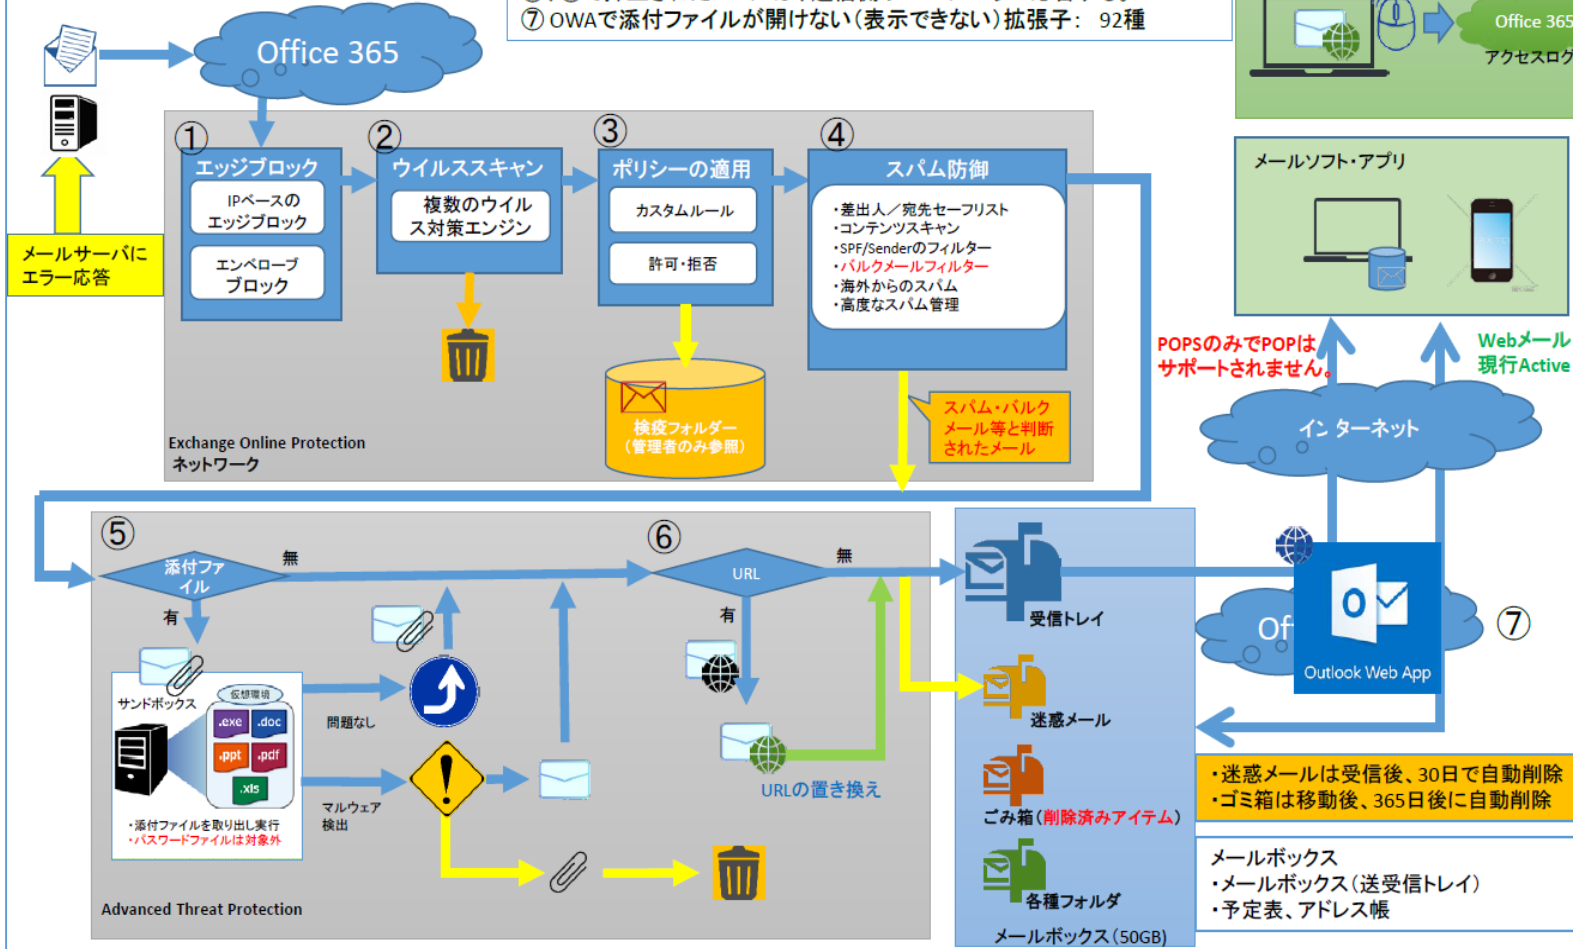 ⑦ OWAで添付ファイルが開けない(表示できない)拡張子: 92種
Office 365
Office 365
アクセスログ
①
エッジブロック
IPベースの
エッジブロック
エンベローブ
ブロック
②
ウイルススキャン
複数のウイル
ス対策エンジン
③
ポリシーの適用
カスタムルール
許可・拒否
④
スパム防御
・差出人/宛先セーフリスト
・コンテンツスキャン
・SPF/Senderのフィルター
・バルクメールフィルター
・海外からのスパム
・高度なスパム管理
メールサーバに
エラー応答
検疫フォルダー
(管理者のみ参照)
スパム・バルク
メール等と判断
されたメール
Exchange Online Protection
ネットワーク
メールソフト・アプリ
POPSのみでPOPは
サポートされません。
Webメール
現行Active
インターネット
⑤
添付ファ
イル
無
有
サンドボックス
仮想環境
.exe
.doc
.ppt
.pdf
.xls
・添付ファイルを取り出し実行
・パスワードファイルは対象外
問題なし
マルウェア
検出
⑥
URL
無
有
URLの置き換え
Advanced Threat Protection
受信トレイ
迷惑メール
ごみ箱(削除済みアイテム)
各種フォルダ
メールボックス(50GB)
Of
Outlook Web App
⑦
・迷惑メールは受信後、30日で自動削除
・ゴミ箱は移動後、365日後に自動削除
メールボックス
・メールボックス(送受信トレイ)
・予定表、アドレス帳